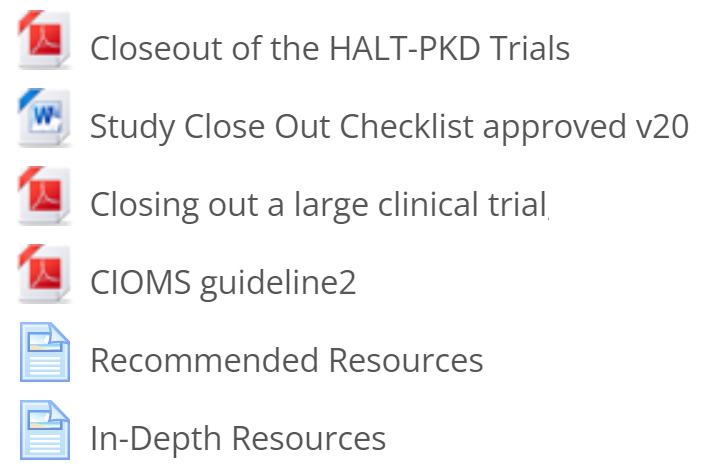 Closeout of the HALT-PKD Trials
W
Study Close Out Checklist approved v20
Closing out a large clinical trial
CIOMS guideline2
Recommended Resources
In-Depth Resources